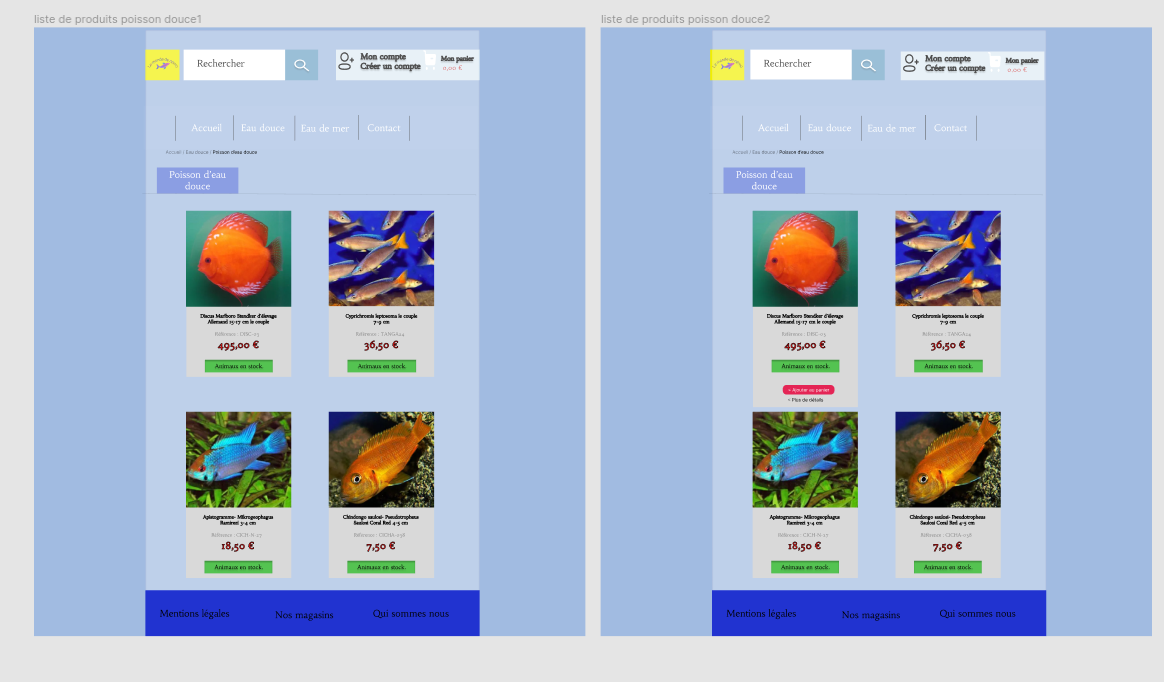 liste de produits poisson douce1
Rechercher
Mon compte
Créer un compte
Mon panier
0,00 €
Accueil
Eau douce
Eau de mer
Contact
Accueil / Eau douce / Poisson d'eau douce
Poisson d'eau
douce
Discus Marlboro Standker d'élevage
Allemand 15-17 cm le couple
Référence : DISC-03
495,00 €
Animaux en stock.
Cyprichromis leptosoma le couple
7-9 cm
Référence : TANGA24
36,50 €
Animaux en stock.
Apistogramme- Mikrogeophagus
Ramirezi 3-4 cm
Référence : CICH-N-27
18,50 €
Animaux en stock.
Chindongo saulosi- Pseudotropheus
Saulosi Coral Red 4-5 cm
Référence : CICHA-058
7,50 €
Animaux en stock.
Mentions légales
Nos magasins
Qui sommes nous
liste de produits poisson douce2
Rechercher
Mon compte
Créer un compte
Mon panier
0.00 €
Accueil
Eau douce
Eau de mer
Contact
Accueil / Eau douce / Poisson d'eau douce
Poisson d'eau
douce
Discus Marlboro Standker d'élevage
Allemand 15-17 cm le couple
Référence : DISC-03
495,00 €
Animaux en stock.
+ Ajouter au panier
+ Plus de détails
Cyprichromis leptosoma le couple
7-9 cm
Référence : TANGA24
36,50 €
Animaux en stock.
Apistogramme- Mikrogeophagus
Ramirezi 3-4 cm
Référence : CICH-N-27
18,50 €
Animaux en stock.
Chindongo saulosi- Pseudotropheus
Saulosi Coral Red 4-5 cm
Référence : CICHA-058
7,50 €
Animaux en stock.
Mentions légales
Nos magasins
Qui sommes nous